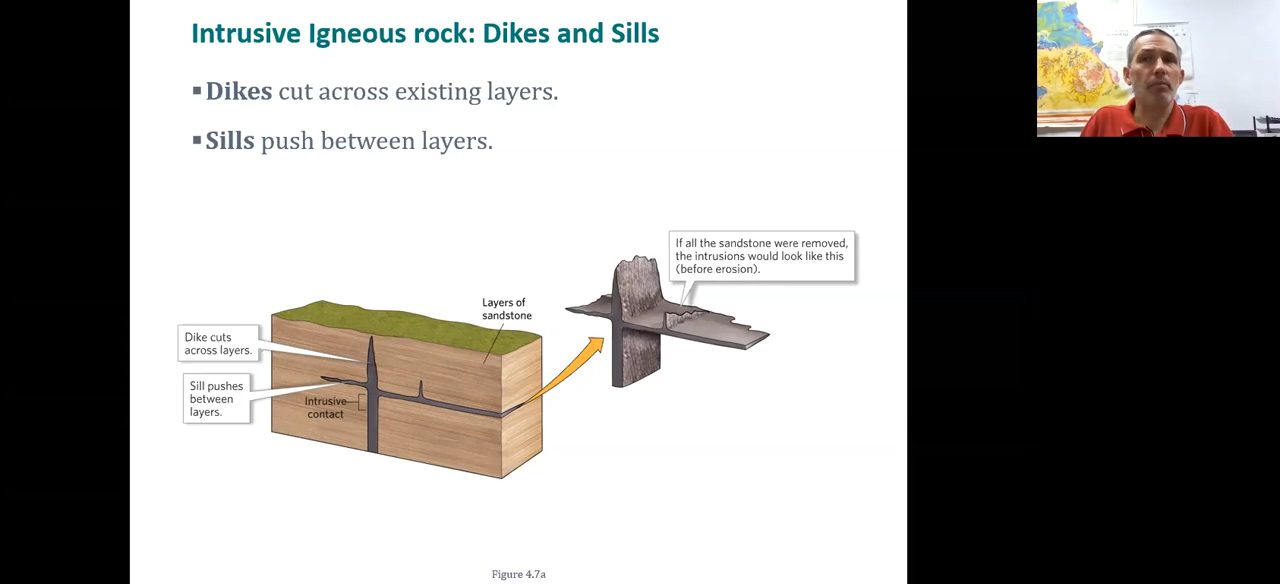 Intrusive Igneous rock: Dikes and Sills
▪Dikes cut across existing layers.
▪Sills push between layers.
If all the sandstone were removed,
the intrusions would look like this
(before erosion).
Layers of
sandstone
Dike cuts
across layers.
Sill pushes
between
layers.
Intrusive
contact
Figure 4.7a